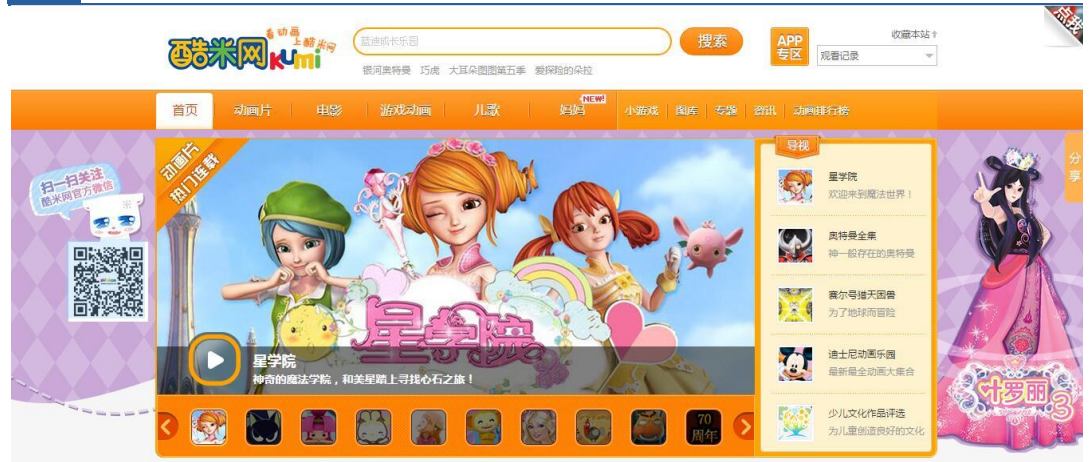 点我
看动画
上酷米网
酷米网
kumi
蓝迪成长乐园
搜索
APP
专区
收藏本站↑
观看记录
银河奥特曼 巧虎 大耳朵图图第五季 爱探险的朵拉
首页 动画片 电影 游戏动画 儿歌 妈妈 NEW! 小游戏 图库 专题 资讯 动画排行榜
扫一扫关注
酷米网官方微信
动画片
热门连载
星学院
星学院
神奇的魔法学院，和美星踏上寻找心石之旅！
70
周年
导视
星学院
欢迎来到魔法世界！
奥特曼全集
神一般存在的奥特曼
赛尔号猎天困兽
为了地球而冒险
迪士尼动画乐园
最新最全动画大集合
少儿文化作品评选
为儿童创造良好的文化
分享
叶罗丽3